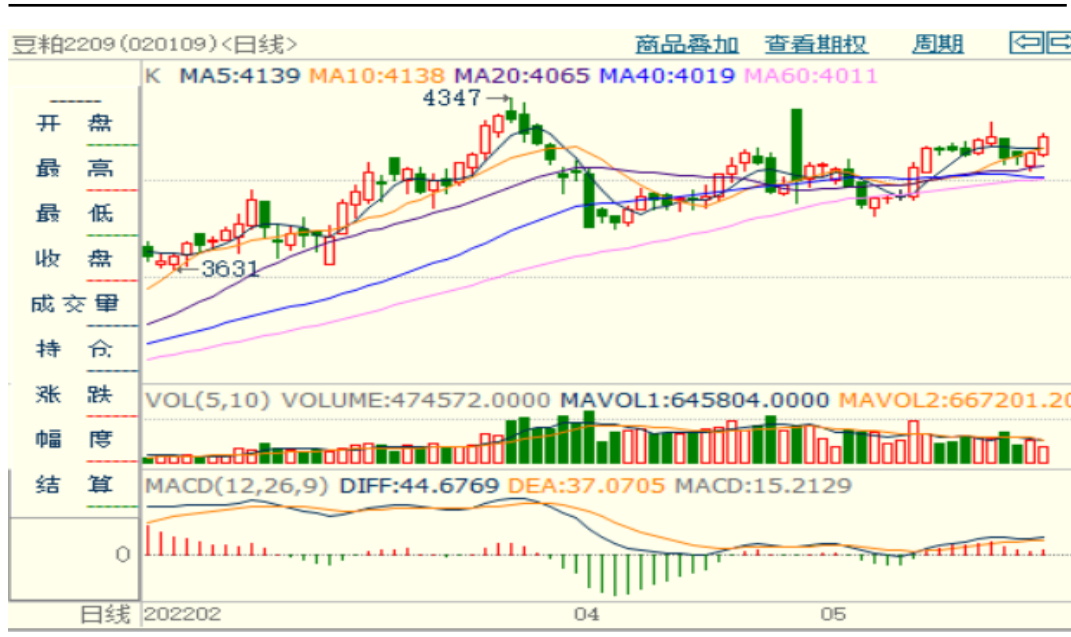 豆粕2209(020109)<日线>
商品叠加 查看期权 周期
K MA5:4139 MA10:4138 MA20:4065 MA40:4019 MA60:4011
4347
开盘
最高
最低
收盘
3631
成交量
持仓
涨跌
VOL(5,10) VOLUME:474572.0000 MAVOL1:645804.0000 MAVOL2:667201.20
幅度
结算
MACD(12,26,9) DIFF:44.6769 DEA:37.0705 MACD:15.2129
0
日线 202202 04 05